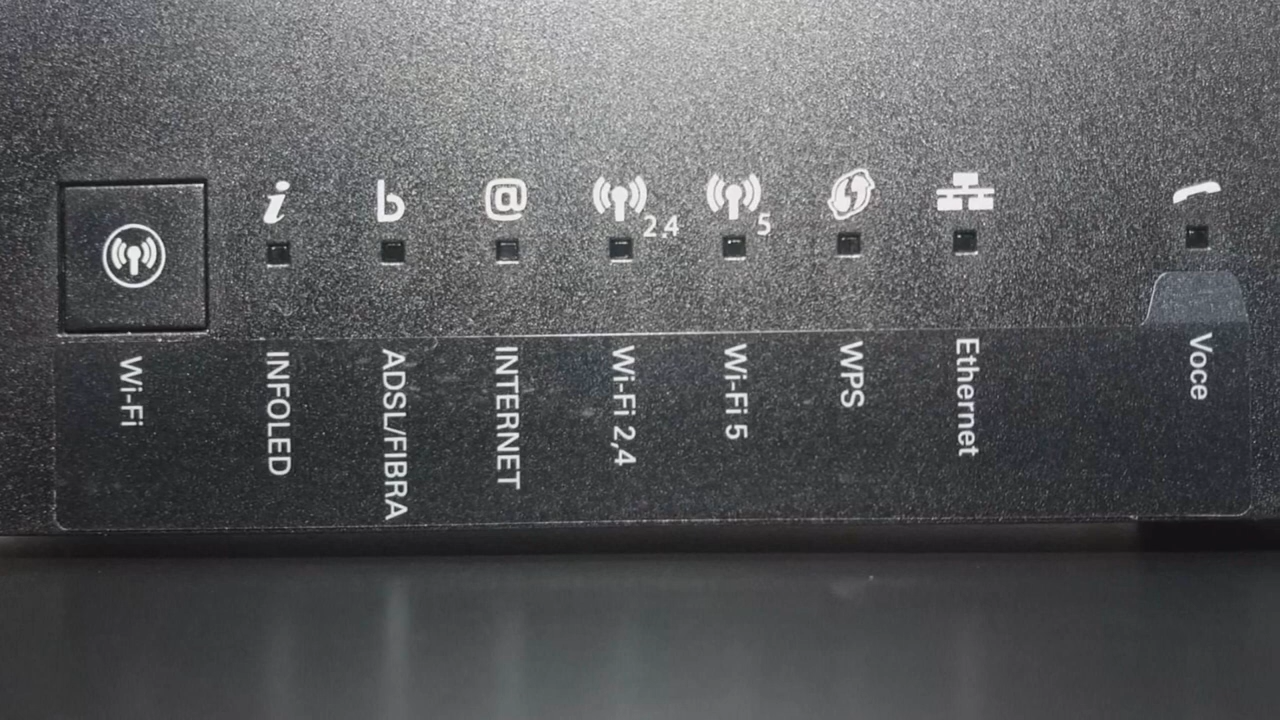 i
b
@
2.4
5
Wi-Fi
INFOLED
ADSL/FIBRA
INTERNET
Wi-Fi 2,4
Wi-Fi 5
WPS
Ethernet
Voce